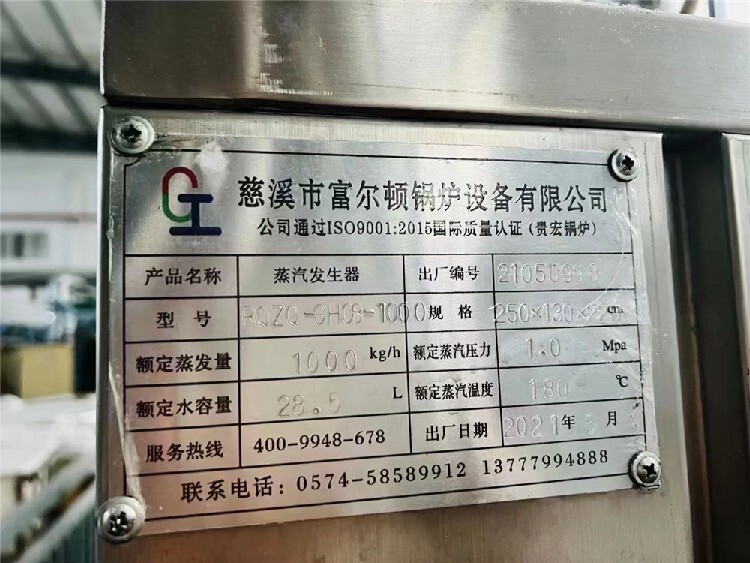 慈溪市富尔顿锅炉设备有限公司
公司通过ISO9001:2015国际质量认证（贵宏锅炉）
产品名称 蒸汽发生器 出厂编号
型号 RQZQ-GH09-1000 规格 cm
额定蒸发量 1000 kg/h 额定蒸汽压力 1.0 Mpa
额定水容量 28.5 L 额定蒸汽温度 180 ℃
服务热线 400-9948-678 出厂日期 2021年5月
联系电话：0574-58589912 13777994888